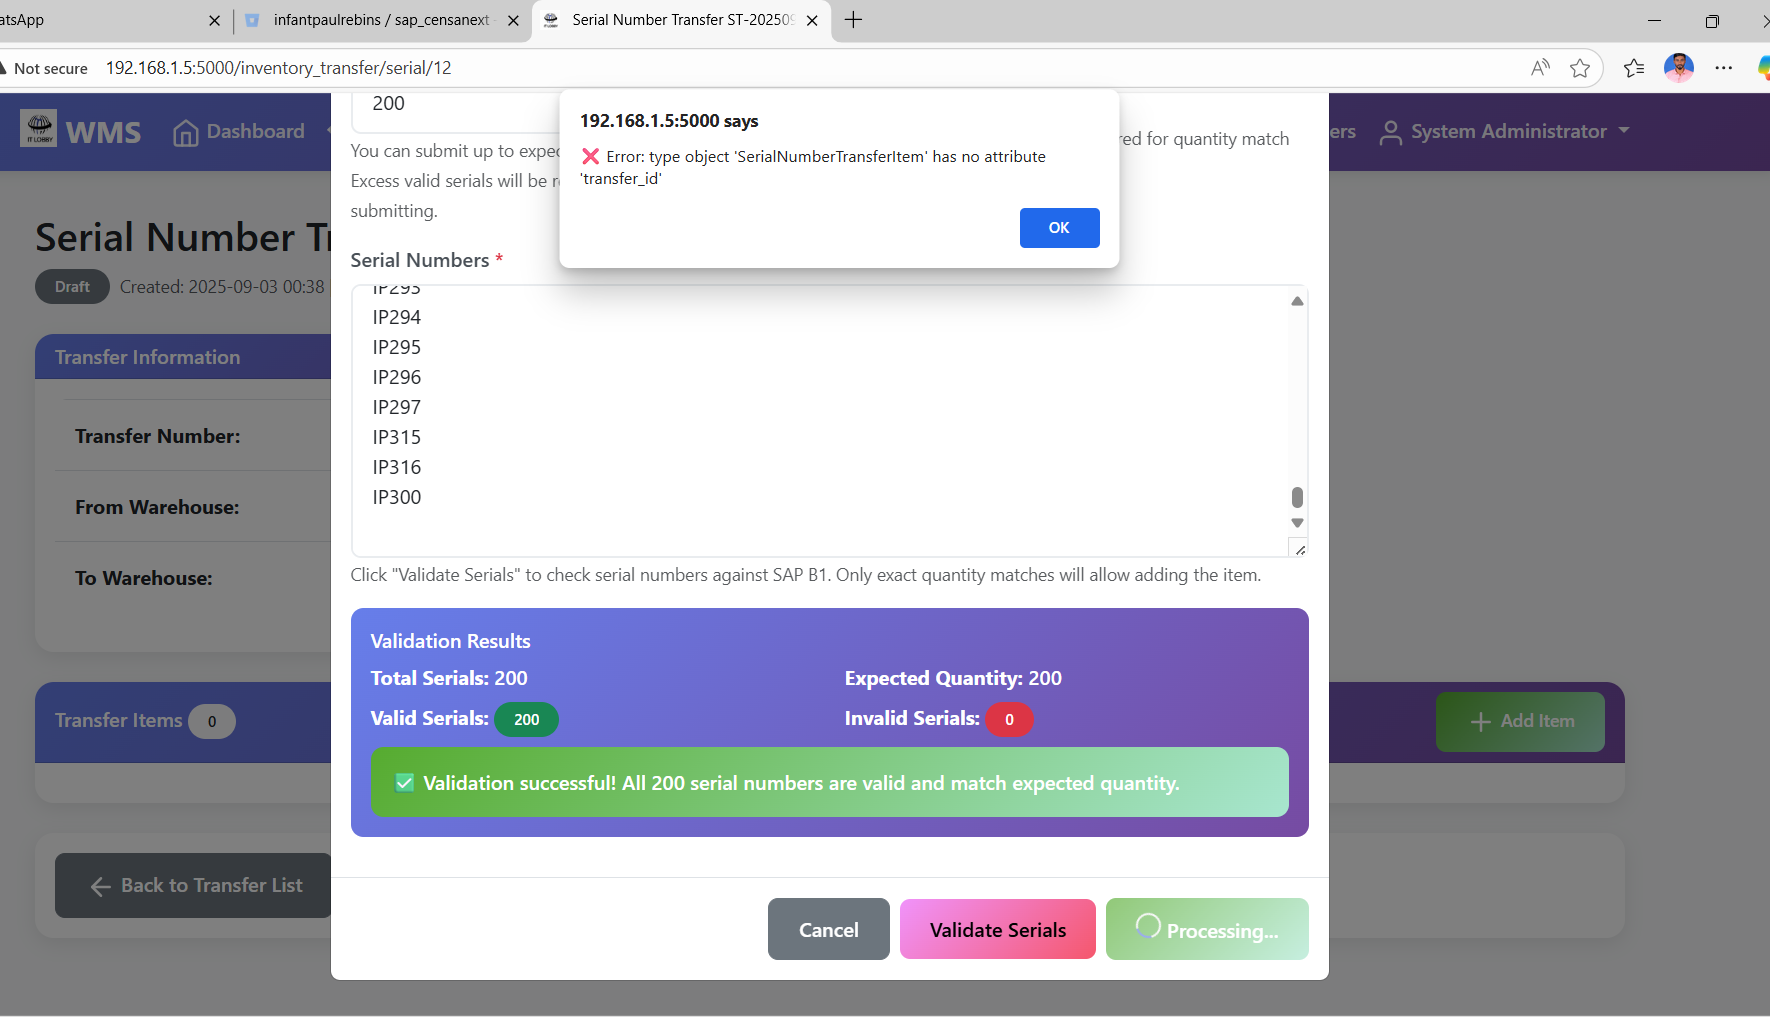 atsApp
infantpaulrebins / sap_censanext
Serial Number Transfer ST-202509
Not secure
192.168.1.5:5000/inventory_transfer/serial/12
IT LOBBY
WMS
Dashboard
ers
System Administrator
192.168.1.5:5000 says
❌ Error: type object 'SerialNumberTransferItem' has no attribute
'transfer_id'
OK
200
You can submit up to expe
red for quantity match
Excess valid serials will be r
submitting.
Serial Number Tr
Draft
Created: 2025-09-03 00:38
Transfer Information
Transfer Number:
From Warehouse:
To Warehouse:
Transfer Items 0
+ Add Item
Back to Transfer List
Serial Numbers *
IP293
IP294
IP295
IP296
IP297
IP315
IP316
IP300
Click "Validate Serials" to check serial numbers against SAP B1. Only exact quantity matches will allow adding the item.
Validation Results
Total Serials: 200
Expected Quantity: 200
Valid Serials: 200
Invalid Serials: 0
✅ Validation successful! All 200 serial numbers are valid and match expected quantity.
Cancel
Validate Serials
Processing...